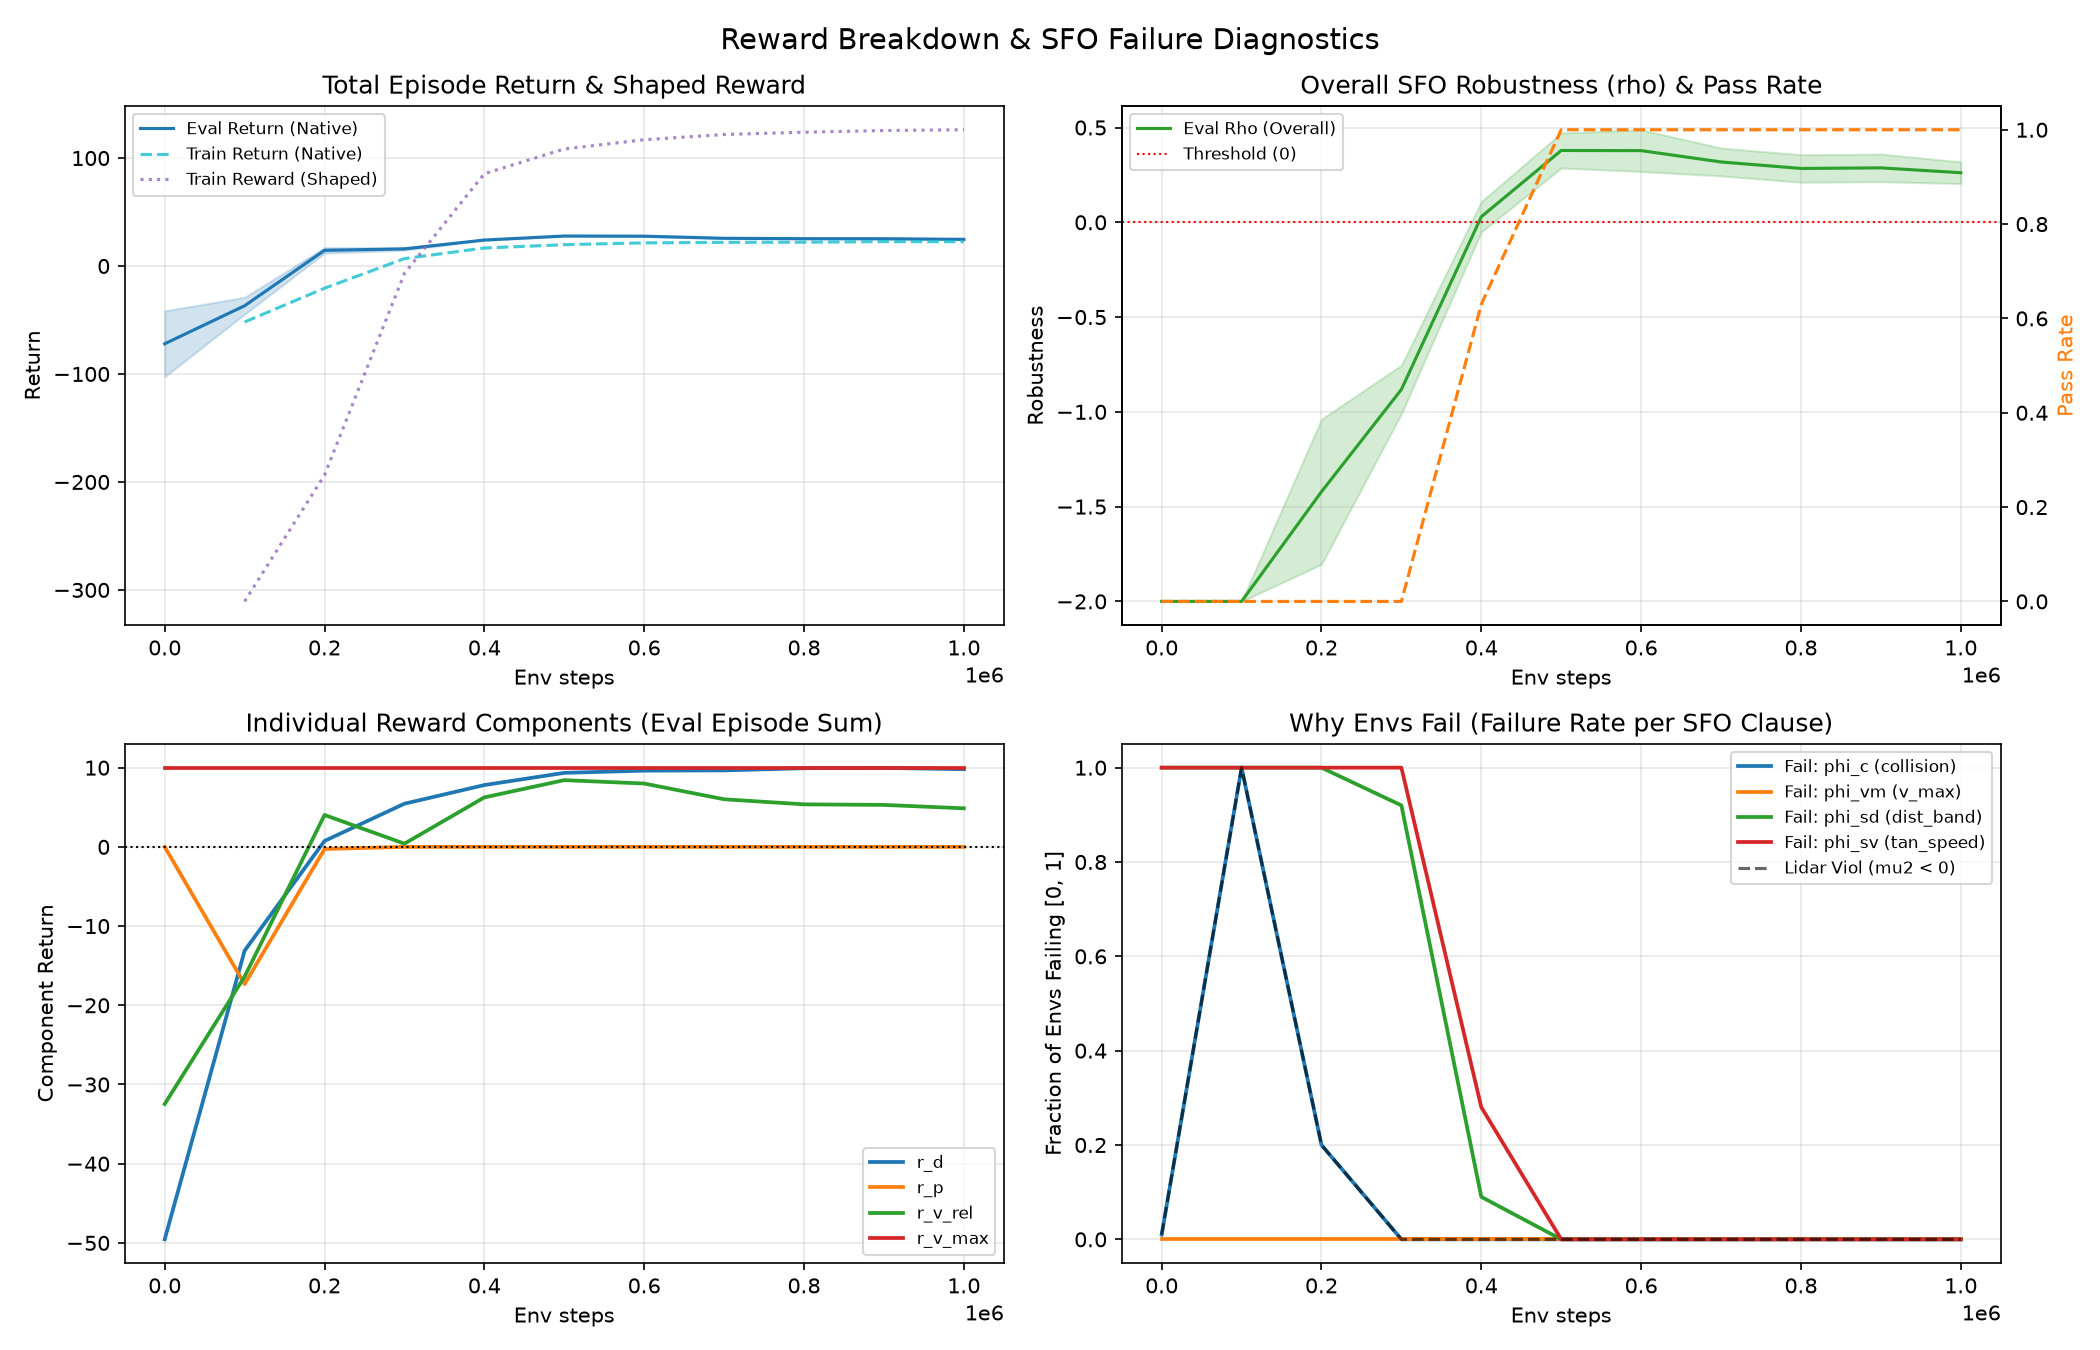 Reward Breakdown & SFO Failure Diagnostics
Total Episode Return & Shaped Reward
Eval Return (Native)
Train Return (Native)
Train Reward (Shaped)
100
0
−100
−200
−300
Return
0.0 0.2 0.4 0.6 0.8 1.0
1e6
Env steps
Overall SFO Robustness (rho) & Pass Rate
Eval Rho (Overall)
Threshold (0)
0.5
0.0
−0.5
−1.0
−1.5
−2.0
Robustness
1.0
0.8
0.6
0.4
0.2
0.0
Pass Rate
0.0 0.2 0.4 0.6 0.8 1.0
1e6
Env steps
Individual Reward Components (Eval Episode Sum)
10
0
−10
−20
−30
−40
−50
Component Return
r_d
r_p
r_v_rel
r_v_max
0.0 0.2 0.4 0.6 0.8 1.0
1e6
Env steps
Why Envs Fail (Failure Rate per SFO Clause)
Fail: phi_c (collision)
Fail: phi_vm (v_max)
Fail: phi_sd (dist_band)
Fail: phi_sv (tan_speed)
Lidar Viol (mu2 < 0)
1.0
0.8
0.6
0.4
0.2
0.0
Fraction of Envs Failing [0, 1]
0.0 0.2 0.4 0.6 0.8 1.0
1e6
Env steps